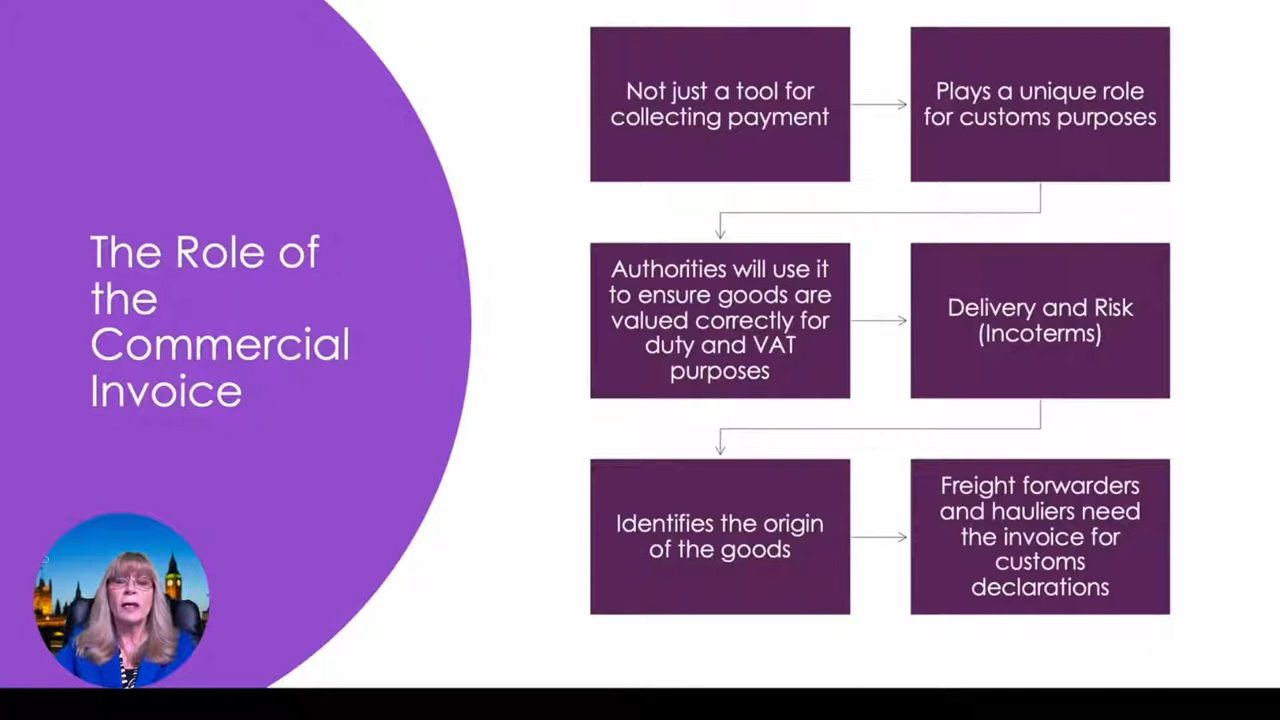 The Role of
the
Commercial
Invoice
Not just a tool for
collecting payment
Plays a unique role
for customs purposes
Authorities will use it
to ensure goods are
valued correctly for
duty and VAT
purposes
Delivery and Risk
(Incoterms)
Identifies the origin
of the goods
Freight forwarders
and hauliers need
the invoice for
customs
declarations